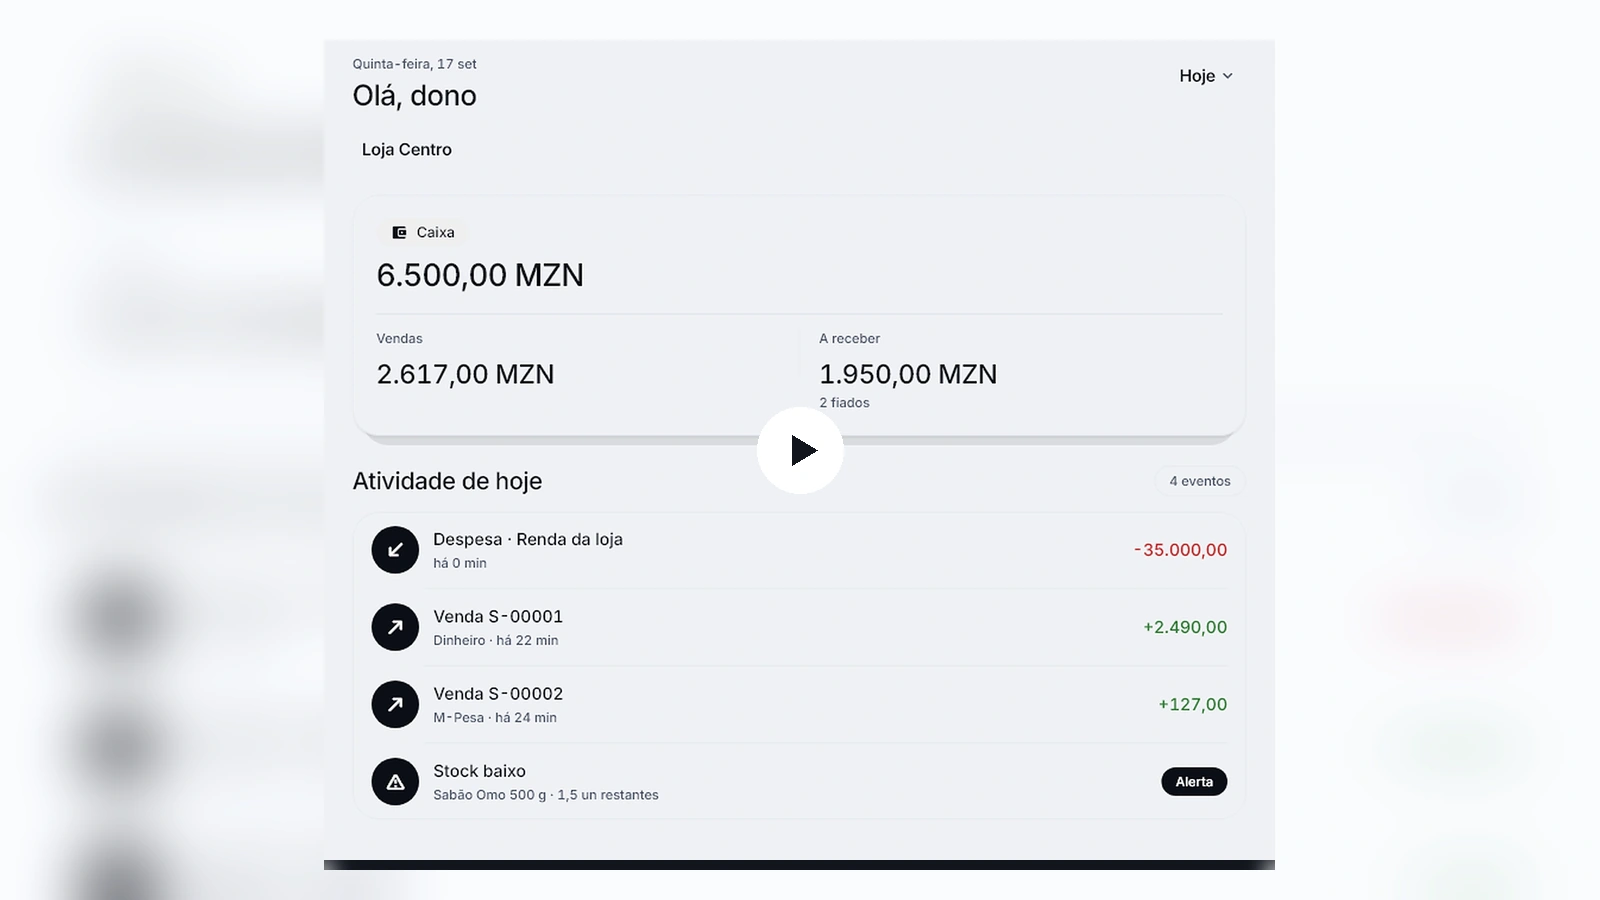 Quinta-feira, 17 set
Olá, dono
Hoje
Loja Centro
Caixa
6.500,00 MZN
Vendas
2.617,00 MZN
A receber
1.950,00 MZN
2 fiados
Atividade de hoje
4 eventos
Despesa · Renda da loja
há 0 min
-35.000,00
Venda S-00001
Dinheiro · há 22 min
+2.490,00
Venda S-00002
M-Pesa · há 24 min
+127,00
Stock baixo
Sabão Omo 500 g · 1,5 un restantes
Alerta